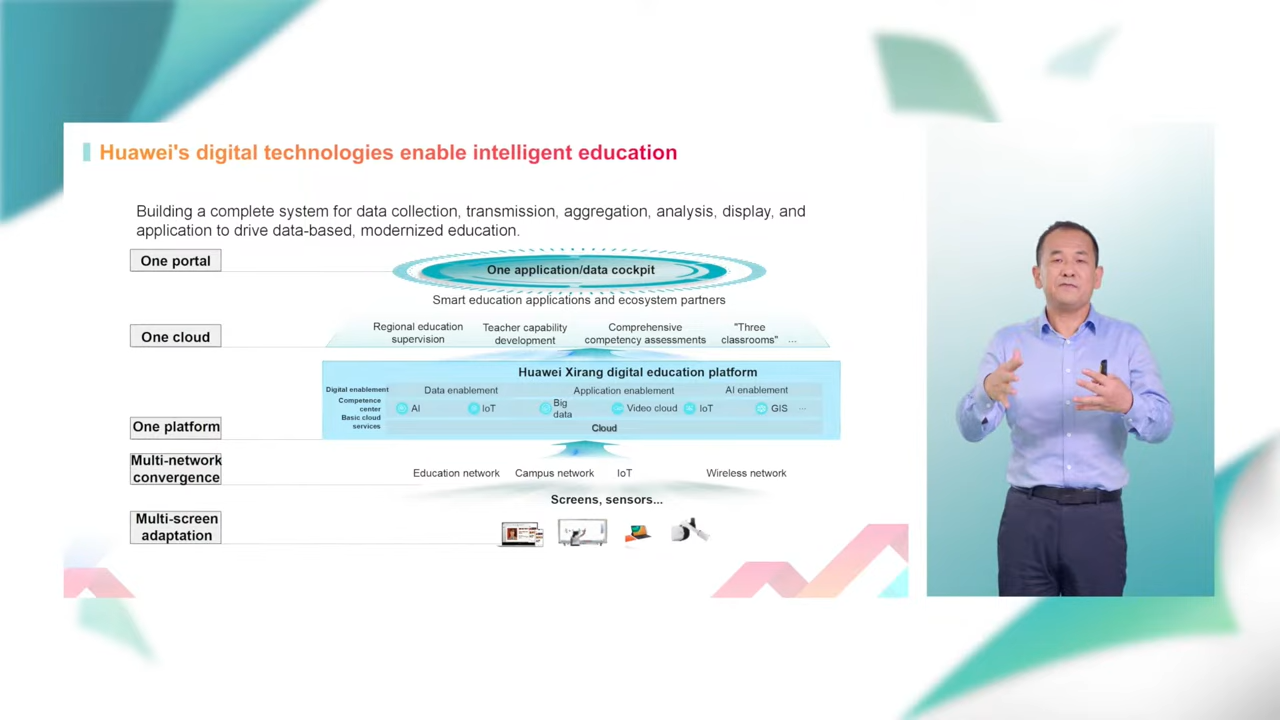 Huawei's digital technologies enable intelligent education
Building a complete system for data collection, transmission, aggregation, analysis, display, and
application to drive data-based, modernized education.
One portal
One application/data cockpit
Smart education applications and ecosystem partners
One cloud
Regional education
supervision
Teacher capability
development
Comprehensive
competency assessments
"Three
classrooms"
...
Huawei Xirang digital education platform
Digital enablement
Data enablement
Application enablement
AI enablement
Competence
center
AI
IoT
Big
data
Video cloud
IoT
GIS
...
Basic cloud
services
Cloud
One platform
Multi-network
convergence
Education network
Campus network
IoT
Wireless network
Screens, sensors...
Multi-screen
adaptation